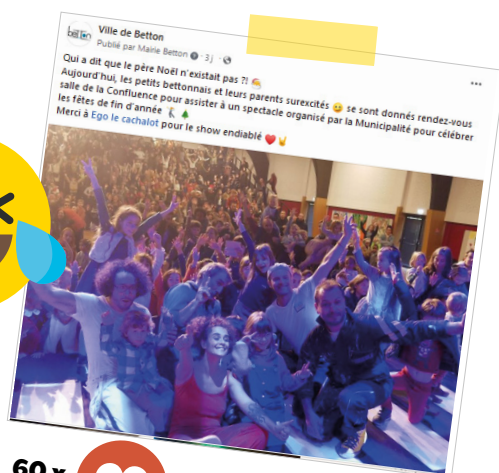 Ville de Betton
Publié par Mairie Betton · 3 j ·
Qui a dit que le père Noël n'existait pas ?!
Aujourd'hui, les petits bettonnais et leurs parents surexcités se sont donnés rendez-vous
salle de la Confluence pour assister à un spectacle organisé par la Municipalité pour célébrer
les fêtes de fin d'année
Merci à Ego le cachalot pour le show endiablé
60 x